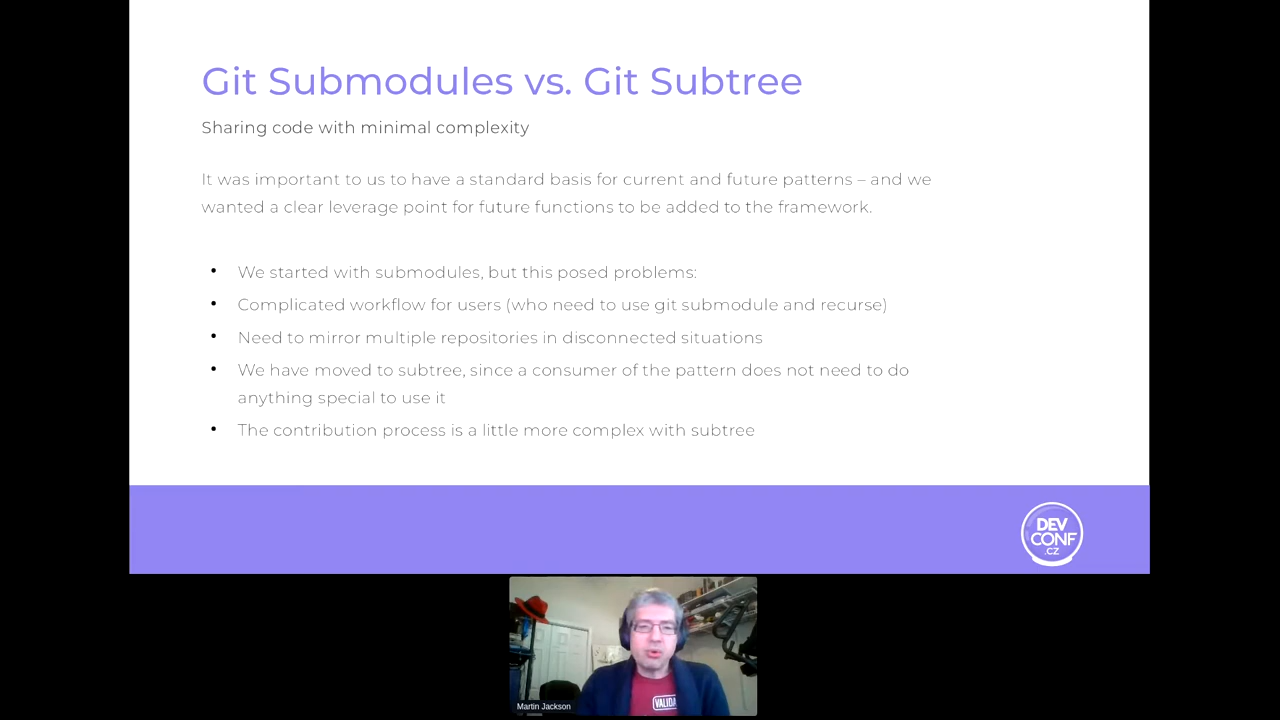 Git Submodules vs. Git Subtree
Sharing code with minimal complexity
It was important to us to have a standard basis for current and future patterns – and we
wanted a clear leverage point for future functions to be added to the framework.
• We started with submodules, but this posed problems:
• Complicated workflow for users (who need to use git submodule and recurse)
• Need to mirror multiple repositories in disconnected situations
• We have moved to subtree, since a consumer of the pattern does not need to do
anything special to use it
• The contribution process is a little more complex with subtree
DEV
CONF
.CZ
Martin Jackson